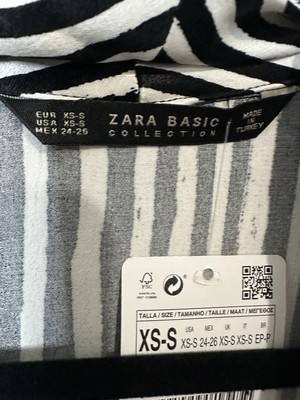 EUR XS-S
USA XS-S
MEX 24-26
ZARA BASIC
COLLECTION
MADE
IN
TURKEY
FSC
TALLA / SIZE / TAMANHO / TAILLE / MAAT / ΜΕΓΕΘΟΣ
USA MEX UK IT BR
XS-S XS-S 24-26 XS-S XS-S EP-P